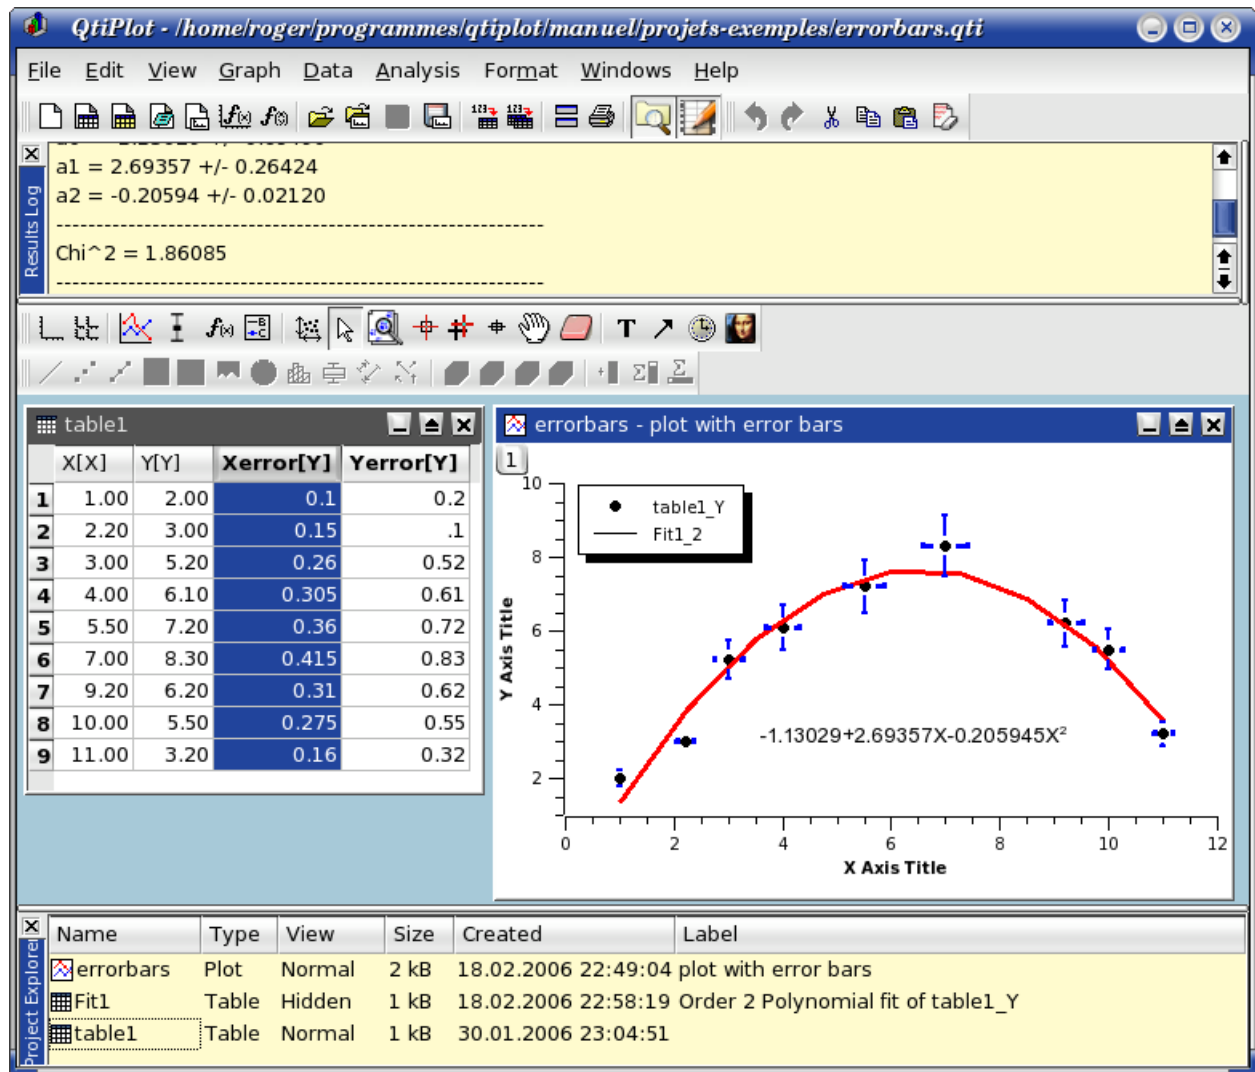 QtiPlot - /home/roger/programmes/qtiplot/manuel/projets-exemples/errorbars.qti
File Edit View Graph Data Analysis Format Windows Help
Results Log
a1 = 2.69357 +/- 0.26424
a2 = -0.20594 +/- 0.02120
---------------------------------------------------------------
Chi^2 = 1.86085
---------------------------------------------------------------
table1
X[X] Y[Y] Xerror[Y] Yerror[Y]
1 1.00 2.00 0.1 0.2
2 2.20 3.00 0.15 .1
3 3.00 5.20 0.26 0.52
4 4.00 6.10 0.305 0.61
5 5.50 7.20 0.36 0.72
6 7.00 8.30 0.415 0.83
7 9.20 6.20 0.31 0.62
8 10.00 5.50 0.275 0.55
9 11.00 3.20 0.16 0.32
errorbars - plot with error bars
1
table1_Y
Fit1_2
10
8
6
4
2
Y Axis Title
-1.13029+2.69357X-0.205945X²
0 2 4 6 8 10 12
X Axis Title
Project Explorer
Name Type View Size Created Label
errorbars Plot Normal 2 kB 18.02.2006 22:49:04 plot with error bars
Fit1 Table Hidden 1 kB 18.02.2006 22:58:19 Order 2 Polynomial fit of table1_Y
table1 Table Normal 1 kB 30.01.2006 23:04:51